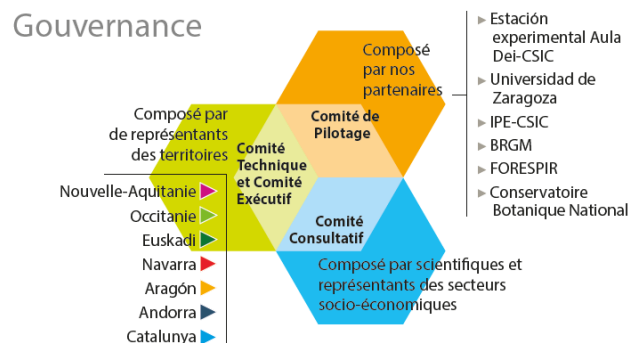 Gouvernance
Composé
par nos
partenaires
Estación
experimental Aula
Dei-CSIC
Universidad de
Zaragoza
IPE-CSIC
BRGM
FORESPIR
Conservatoire
Botanique National
Composé par
de représentants
des territoires
Comité de
Pilotage
Comité
Technique
et Comité
Exécutif
Nouvelle-Aquitanie
Occitanie
Euskadi
Navarra
Aragón
Andorra
Catalunya
Comité
Consultatif
Composé par scientifiques et
représentants des secteurs
socio-économiques